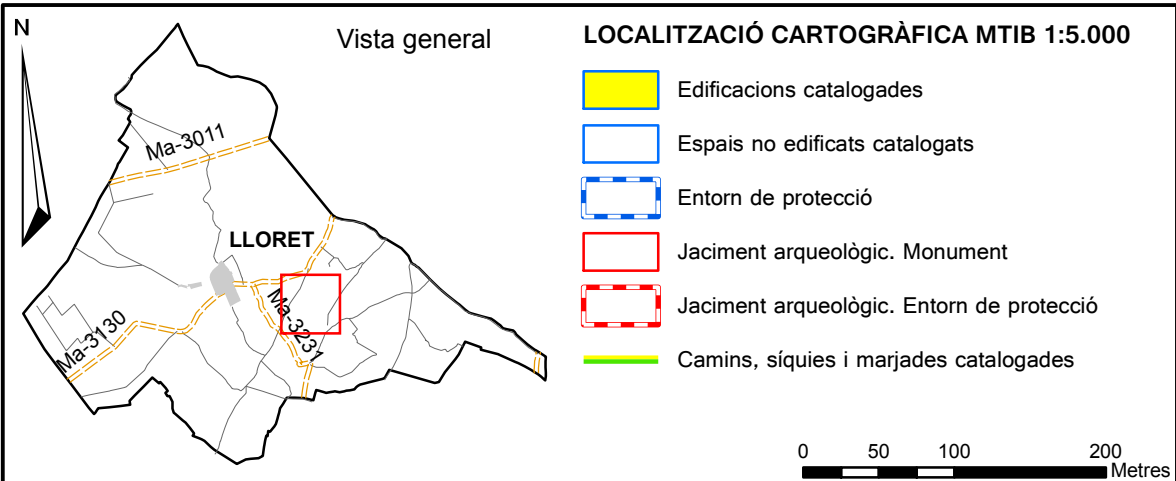 N
Vista general
Ma-3011
LLORET
Ma-3231
Ma-3130
LOCALITZACIÓ CARTOGRÀFICA MTIB 1:5.000
Edificacions catalogades
Espais no edificats catalogats
Entorn de protecció
Jaciment arqueològic. Monument
Jaciment arqueològic. Entorn de protecció
Camins, síquies i marjades catalogades
0 50 100 200
Metres